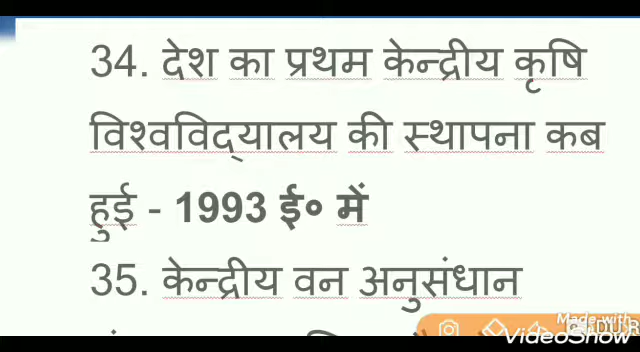 34. देश का प्रथम केन्द्रीय कृषि
विश्वविद्यालय की स्थापना कब
हुई - 1993 ई० में
35. केन्द्रीय वन अनुसंधान
Made with
VideoShow